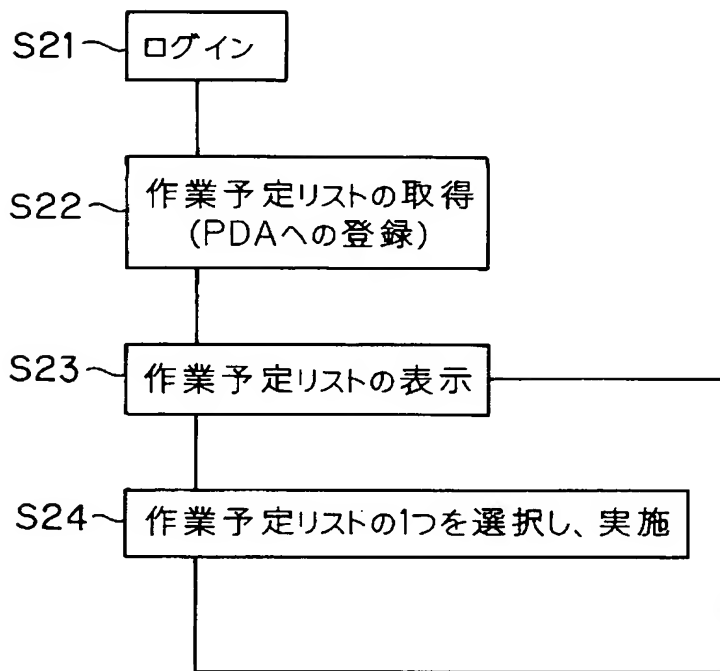 S21 ログイン
S22 作業予定リストの取得
(PDAへの登録)
S23 作業予定リストの表示
S24 作業予定リストの1つを選択し、実施